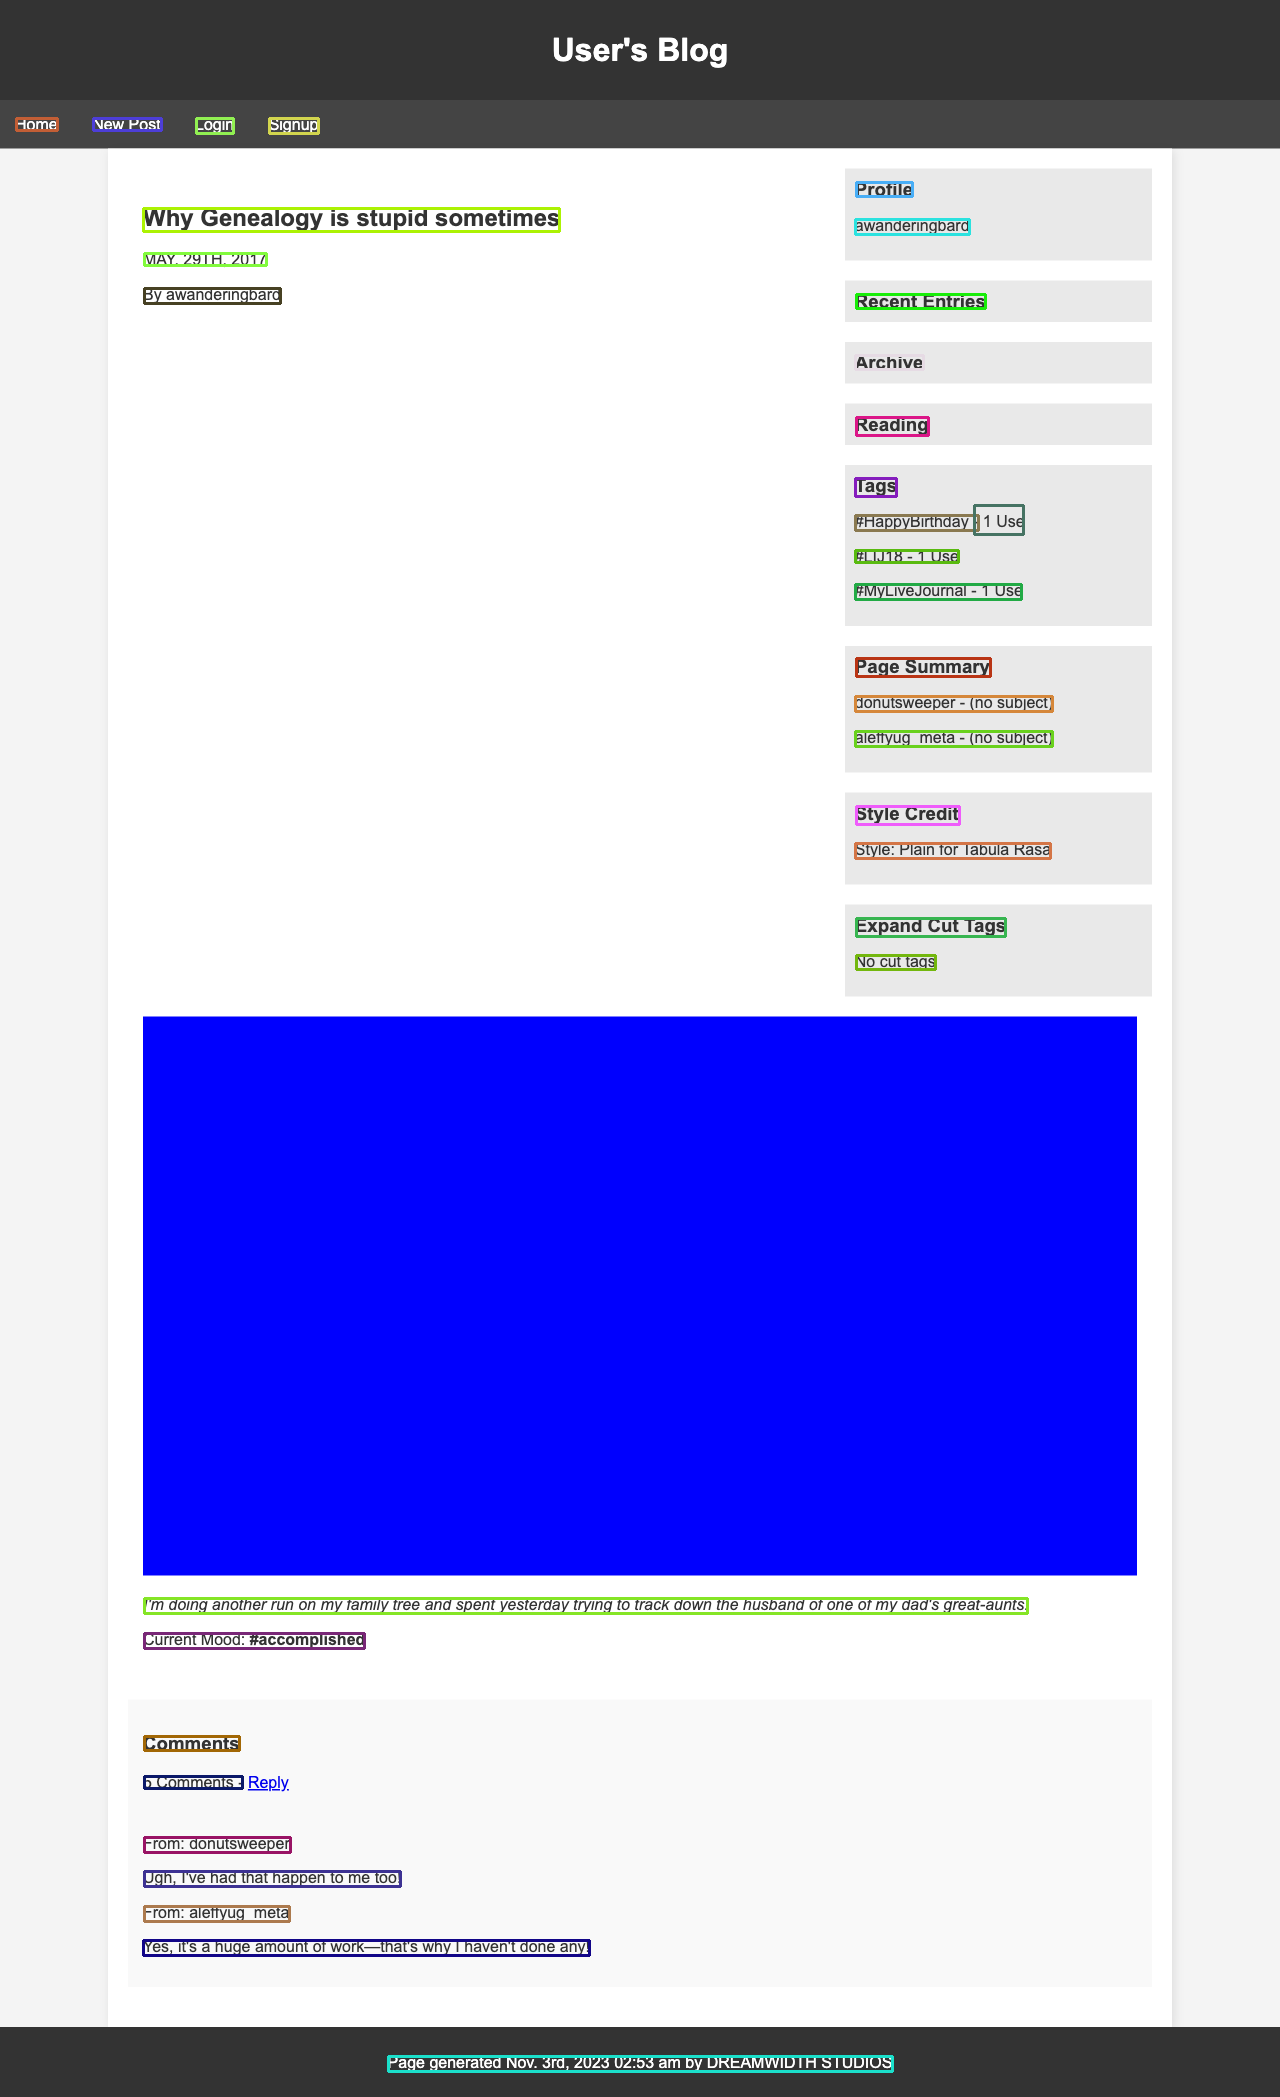 User's Blog
Home New Post Login Signup
Why Genealogy is stupid sometimes
MAY. 29TH, 2017
By awanderingbard
Profile
awanderingbard
Recent Entries
Archive
Reading
Tags
#HappyBirthday - 1 Use
#LIJ18 - 1 Use
#MyLiveJournal - 1 Use
Page Summary
donutsweeper - (no subject)
aleffyug_meta - (no subject)
Style Credit
Style: Plain for Tabula Rasa
Expand Cut Tags
No cut tags
I'm doing another run on my family tree and spent yesterday trying to track down the husband of one of my dad's great-aunts.
Current Mood: #accomplished
Comments
Comments - Reply
From: donutsweeper
Ugh, I've had that happen to me too!
From: aleffyug_meta
Yes, it's a huge amount of work—that's why I haven't done any!
Page generated Nov. 3rd, 2023 02:53 am by DREAMWIDTH STUDIOS